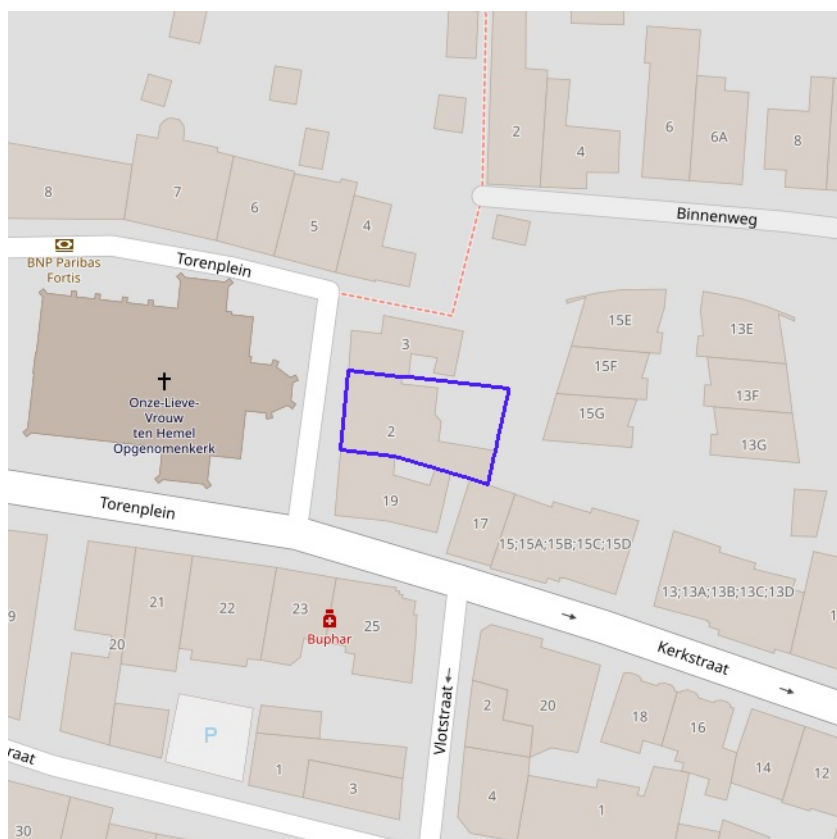 2
4
6
6A
8
8
7
6
5
4
Binnenweg
BNP Paribas
Fortis
Torenplein
Onze-Lieve-
Vrouw
ten Hemel
Opgenomenkerk
3
2
19
15E
15F
15G
13E
13F
13G
Torenplein
17
15;15A;15B;15C;15D
13;13A;13B;13C;13D
1
9
21
22
23
25
20
Buphar
Kerkstraat
Vlotstraat
P
1
3
2
20
18
16
14
12
4
1
raat
30